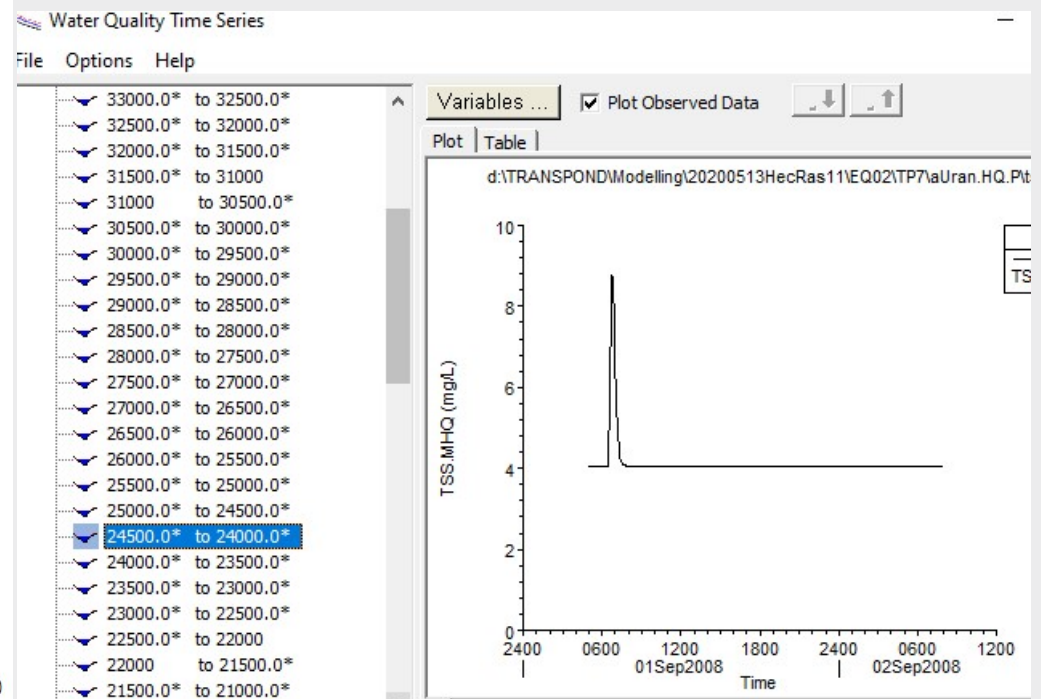 Water Quality Time Series
File Options Help
33000.0* to 32500.0*
32500.0* to 32000.0*
32000.0* to 31500.0*
31500.0* to 31000
31000 to 30500.0*
30500.0* to 30000.0*
30000.0* to 29500.0*
29500.0* to 29000.0*
29000.0* to 28500.0*
28500.0* to 28000.0*
28000.0* to 27500.0*
27500.0* to 27000.0*
27000.0* to 26500.0*
26500.0* to 26000.0*
26000.0* to 25500.0*
25500.0* to 25000.0*
25000.0* to 24500.0*
24500.0* to 24000.0*
24000.0* to 23500.0*
23500.0* to 23000.0*
23000.0* to 22500.0*
22500.0* to 22000
22000 to 21500.0*
21500.0* to 21000.0*
Variables ... Plot Observed Data
Plot Table
d:\TRANSPOND\Modelling\20200513HecRas11\EQ02\TP7\aUran.HQ.P\t
TS
TSS.MHQ (mg/L)
10
8
6
4
2
0
2400 0600 1200 1800 2400 0600 1200
01Sep2008 02Sep2008
Time